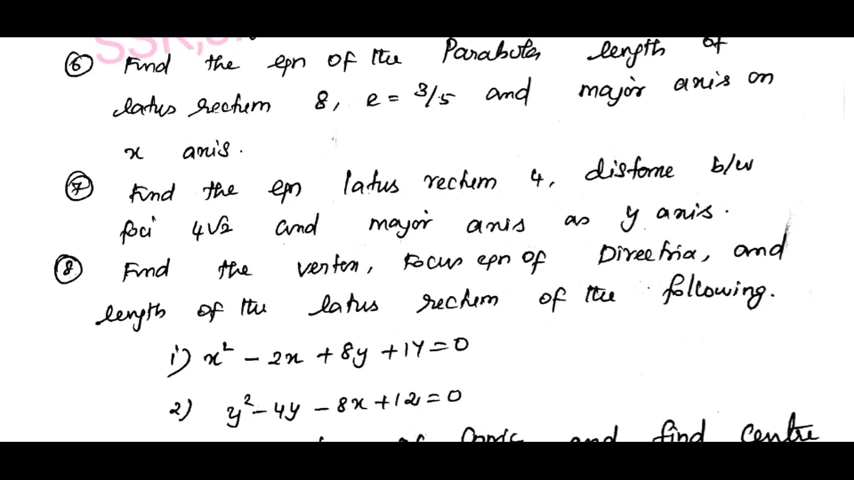 ⑥ Find the eqn of the Parabola length of
latus rectum 8, e = 3/5 and major axis on
x axis.
⑦ Find the eqn latus rectum 4, distance b/w
foci 4√2 and major axis as y axis.
⑧ Find the vertex, Focus eqn of Directrix, and
length of the latus rectum of the following.
1) x² - 2x + 8y + 17 = 0
2) y² - 4y - 8x + 12 = 0
and find centre